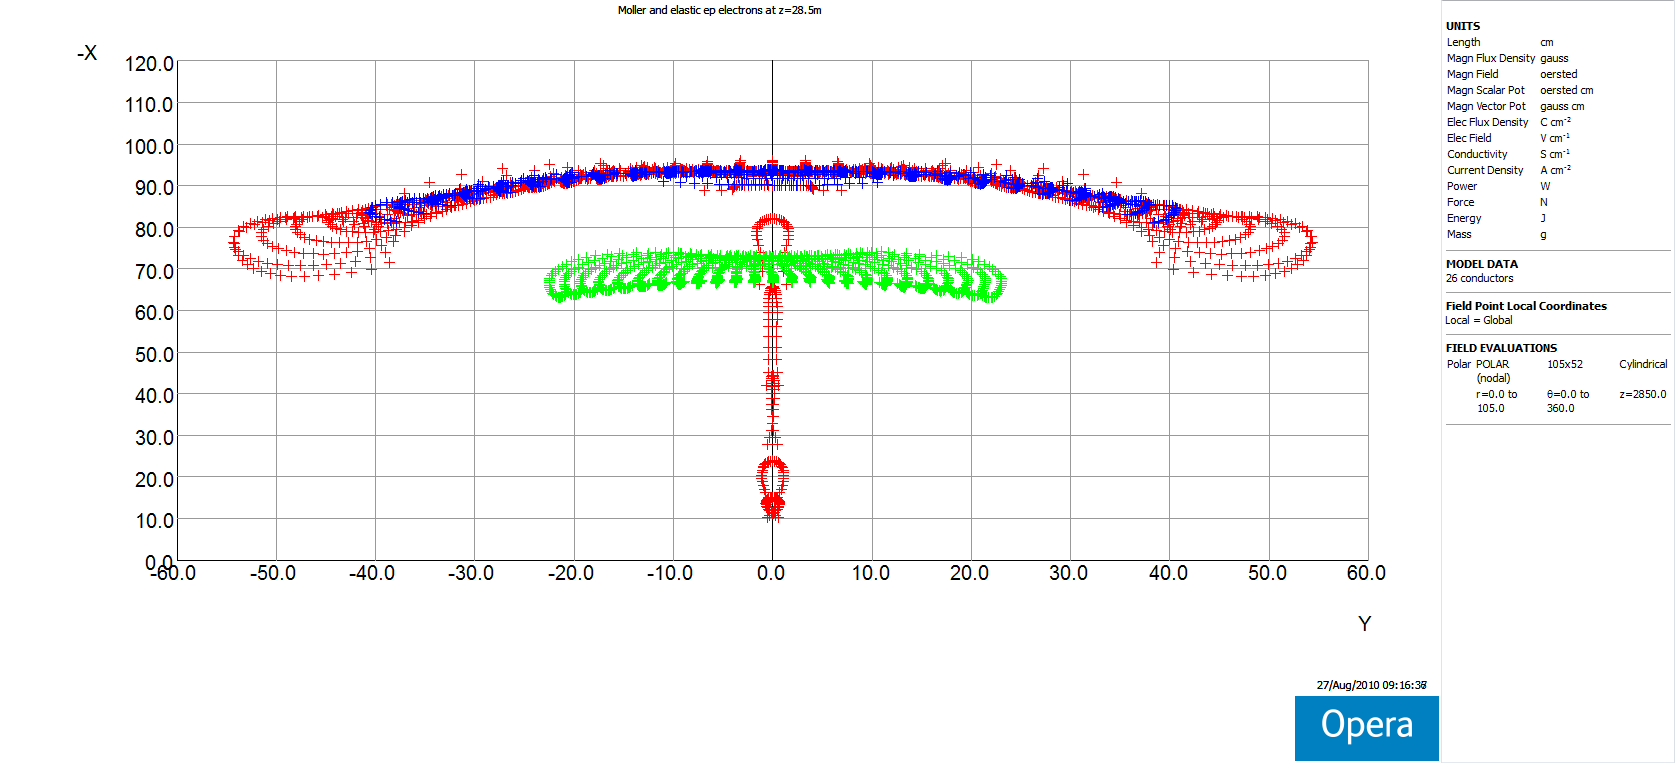 Moller and elastic ep electrons at z=28.5m
-X
120.0
110.0
100.0
90.0
80.0
70.0
60.0
50.0
40.0
30.0
20.0
10.0
0.0
-60.0 -50.0 -40.0 -30.0 -20.0 -10.0 0.0 10.0 20.0 30.0 40.0 50.0 60.0
Y
UNITS
Length cm
Magn Flux Density gauss
Magn Field oersted
Magn Scalar Pot oersted cm
Magn Vector Pot gauss cm
Elec Flux Density C cm⁻²
Elec Field V cm⁻¹
Conductivity S cm⁻¹
Current Density A cm⁻²
Power W
Force N
Energy J
Mass g
MODEL DATA
26 conductors
Field Point Local Coordinates
Local = Global
FIELD EVALUATIONS
Polar POLAR 105x52 Cylindrical
(nodal)
r=0.0 to θ=0.0 to z=2850.0
105.0 360.0
27/Aug/2010 09:16:3
Opera